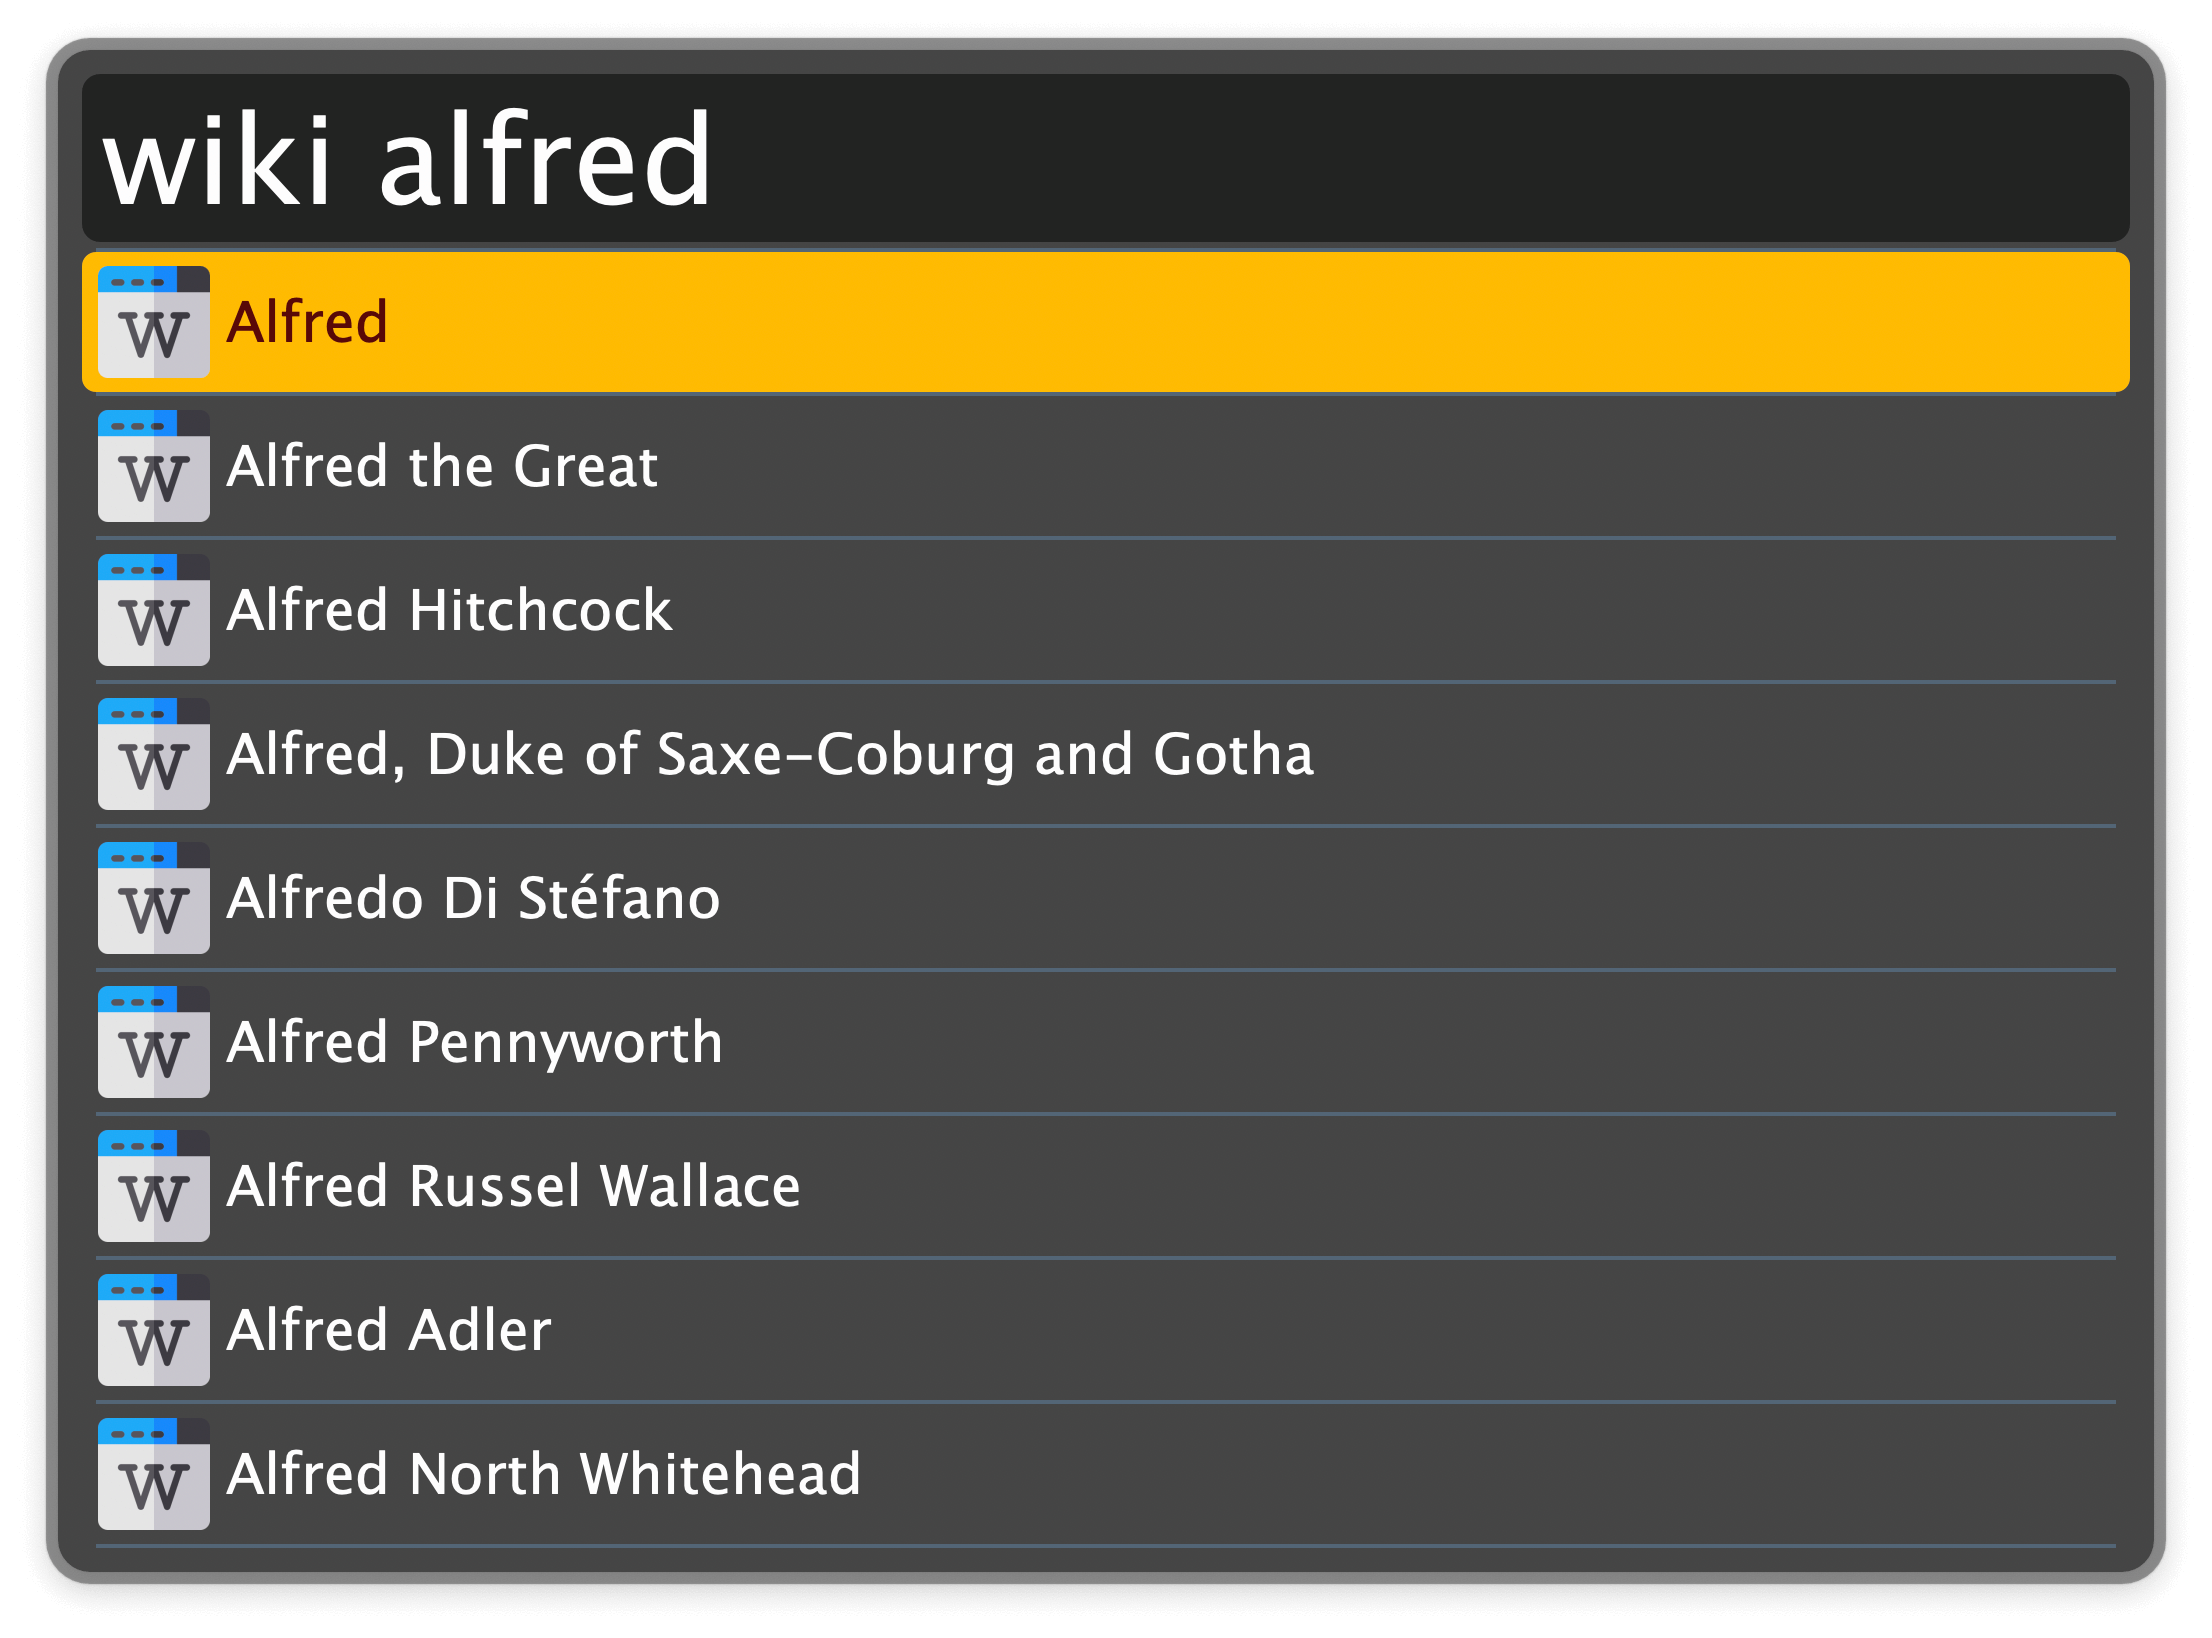 wiki alfred
W Alfred
W Alfred the Great
W Alfred Hitchcock
W Alfred, Duke of Saxe-Coburg and Gotha
W Alfredo Di Stéfano
W Alfred Pennyworth
W Alfred Russel Wallace
W Alfred Adler
W Alfred North Whitehead